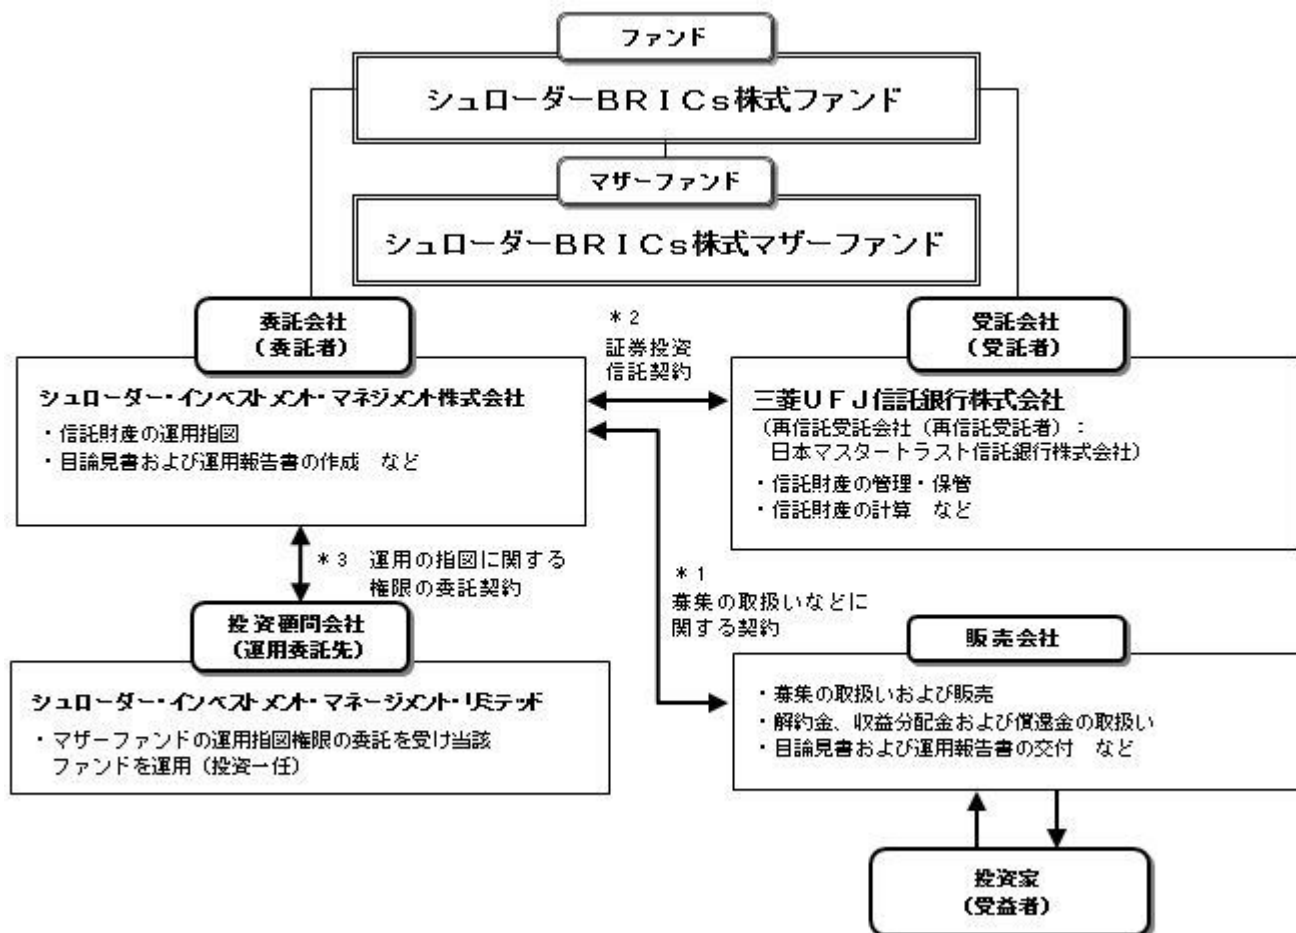 ファンド
シュローダーBRICs株式ファンド
マザーファンド
シュローダーBRICs株式マザーファンド
委託会社
(委託者)
シュローダー・インベストメント・マネジメント株式会社
・信託財産の運用指図
・目論見書および運用報告書の作成 など
*2
証券投資
信託契約
受託会社
(受託者)
三菱UFJ信託銀行株式会社
(再信託受託会社(再信託受託者):
日本マスタートラスト信託銀行株式会社)
・信託財産の管理・保管
・信託財産の計算 など
*3 運用の指図に関する
権限の委託契約
*1
募集の取扱いなどに
関する契約
投資顧問会社
(運用委託先)
シュローダー・インベストメント・マネージメント・リミテッド
・マザーファンドの運用指図権限の委託を受け当該
ファンドを運用(投資一任)
販売会社
・募集の取扱いおよび販売
・解約金、収益分配金および償還金の取扱い
・目論見書および運用報告書の交付 など
投資家
(受益者)